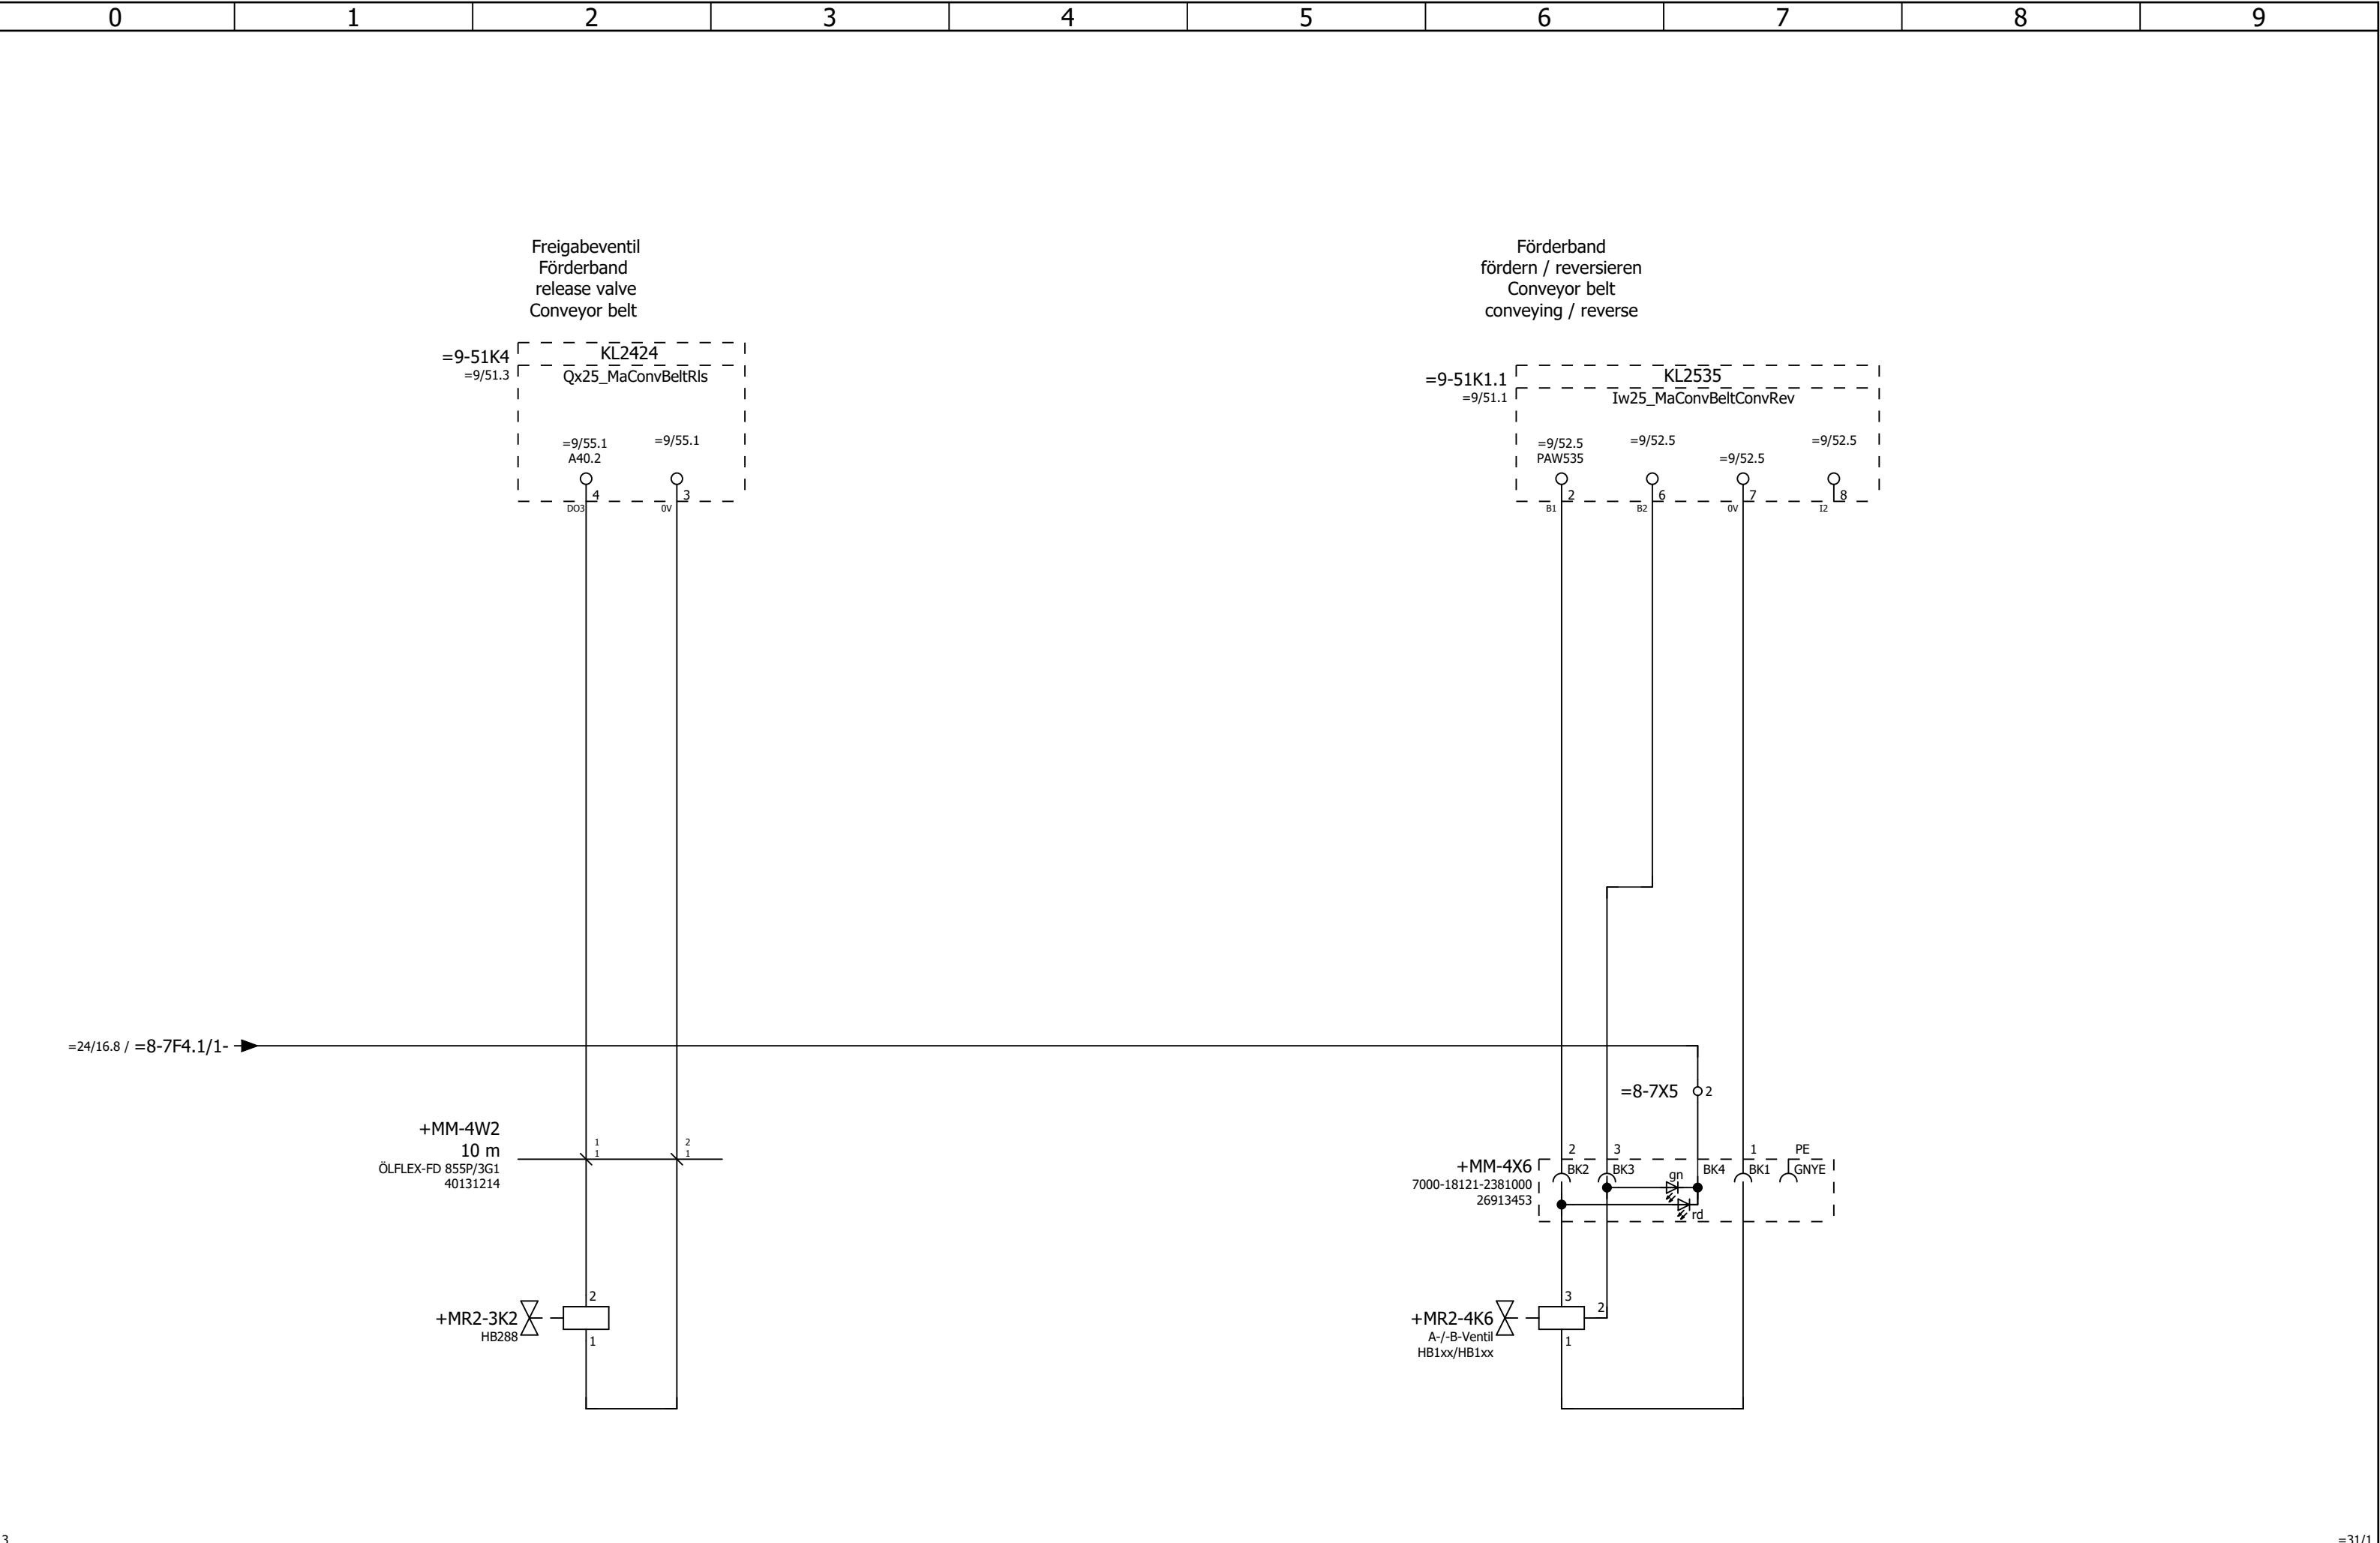 0 1 2 3 4 5 6 7 8 9
Freigabeventil
Förderband
release valve
Conveyor belt
=9-51K4
=9/51.3
KL2424
Qx25_MaConvBeltRls
=9/55.1
A40.2
=9/55.1
4
3
DO3
0V
Förderband
fördern / reversieren
Conveyor belt
conveying / reverse
=9-51K1.1
=9/51.1
KL2535
Iw25_MaConvBeltConvRev
=9/52.5
PAW535
=9/52.5
=9/52.5
=9/52.5
2
6
7
8
B1
B2
0V
I2
=24/16.8 / =8-7F4.1/1-
=8-7X5
2
+MM-4W2
10 m
ÖLFLEX-FD 855P/3G1
40131214
1
1
2
1
+MM-4X6
7000-18121-2381000
26913453
2
3
1
PE
BK2
BK3
BK4
BK1
GNYE
gn
rd
+MR2-3K2
HB288
2
1
+MR2-4K6
A-/-B-Ventil
HB1xx/HB1xx
3
2
1
3
=31/1